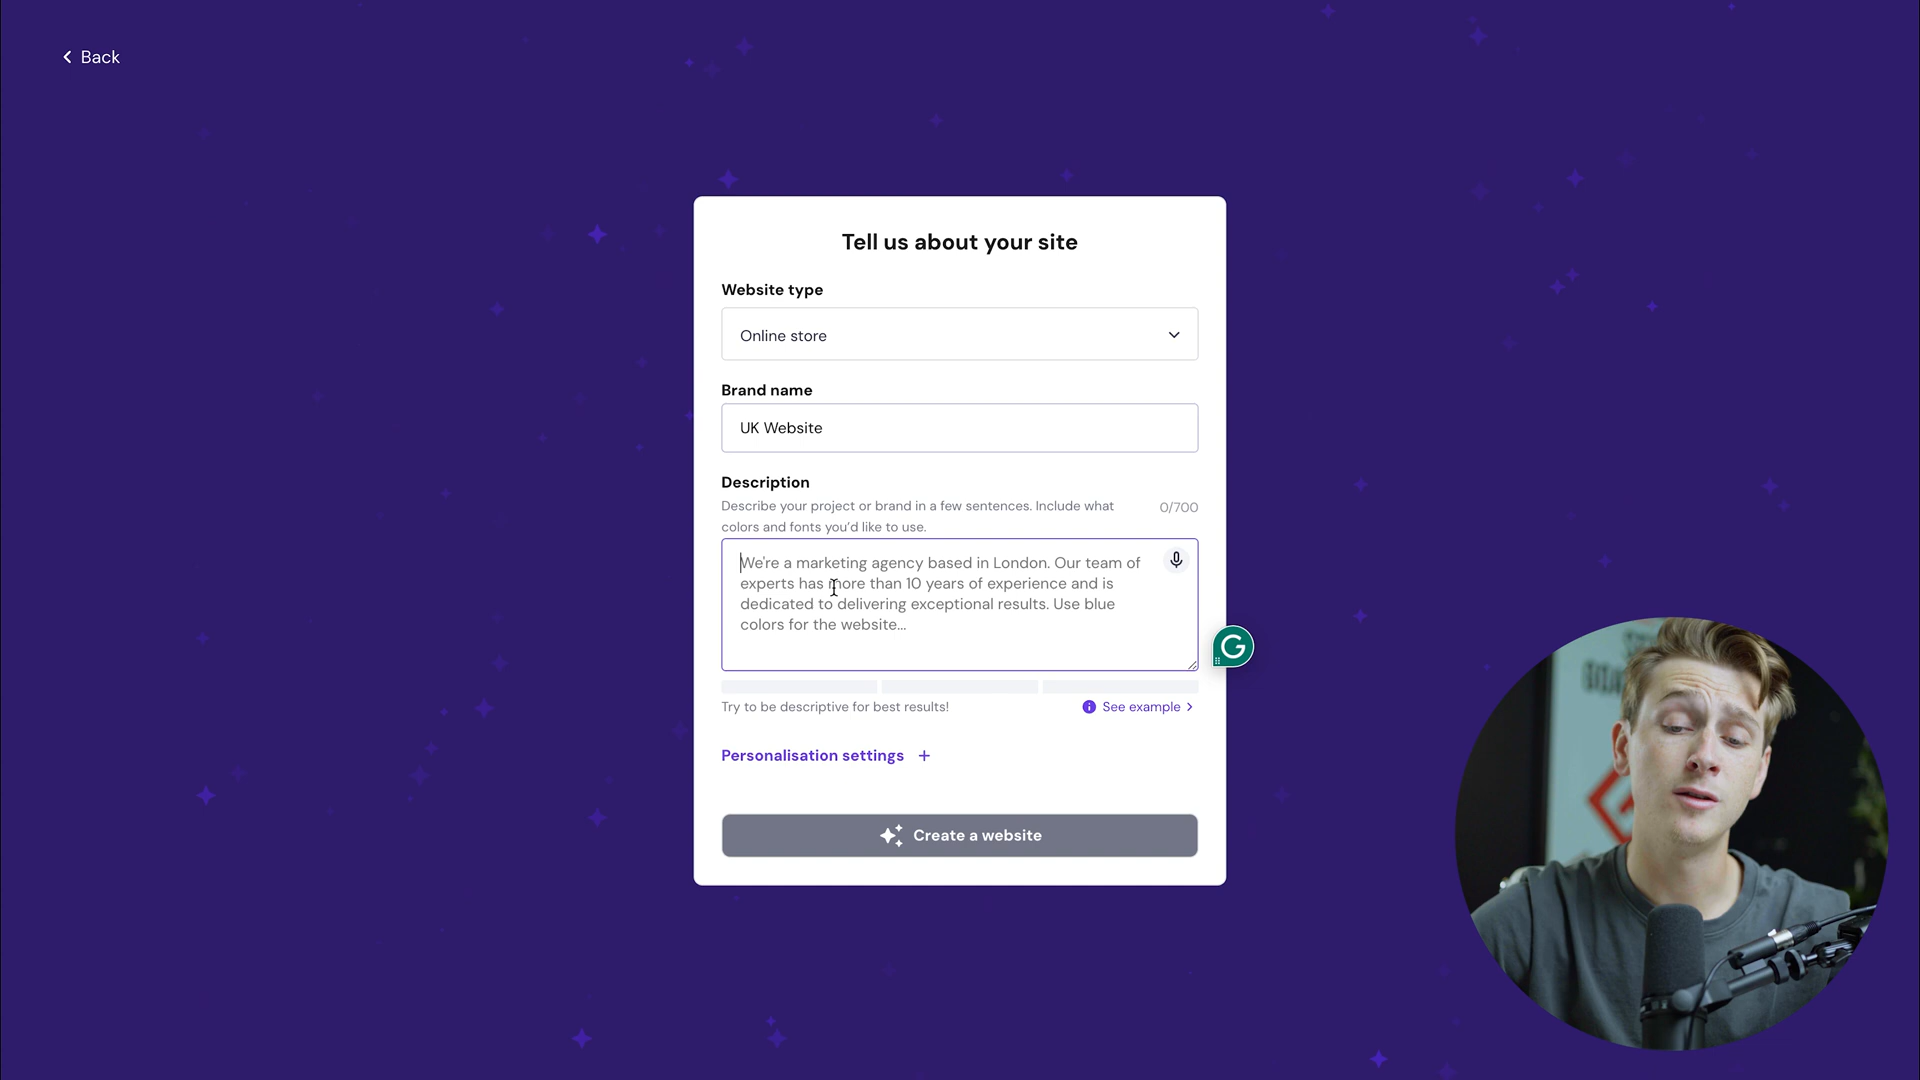 Back
Tell us about your site
Website type
Online store
Brand name
UK Website
Description
Describe your project or brand in a few sentences. Include what
colors and fonts you'd like to use.
0/700
We're a marketing agency based in London. Our team of
experts has more than 10 years of experience and is
dedicated to delivering exceptional results. Use blue
colors for the website...
G
Try to be descriptive for best results!
See example
Personalisation settings +
Create a website